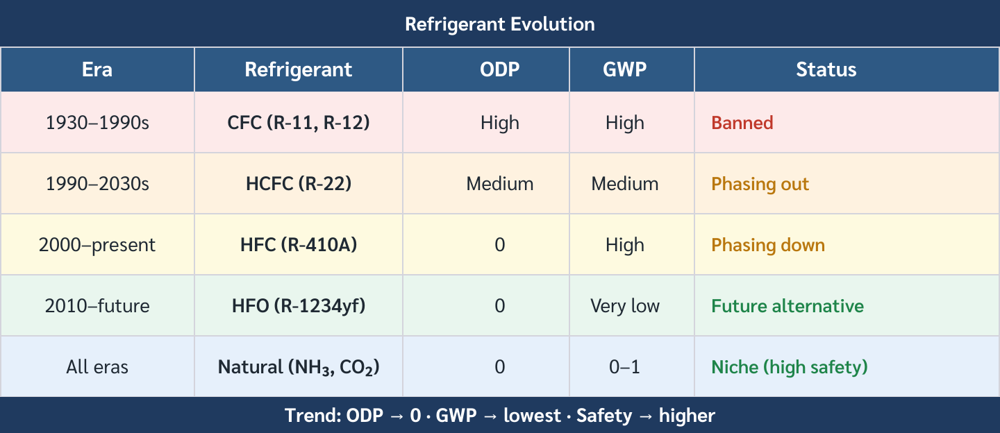 Refrigerant Evolution
Era Refrigerant ODP GWP Status
1930–1990s CFC (R-11, R-12) High High Banned
1990–2030s HCFC (R-22) Medium Medium Phasing out
2000–present HFC (R-410A) 0 High Phasing down
2010–future HFO (R-1234yf) 0 Very low Future alternative
All eras Natural (NH₃, CO₂) 0 0–1 Niche (high safety)
Trend: ODP → 0 · GWP → lowest · Safety → higher